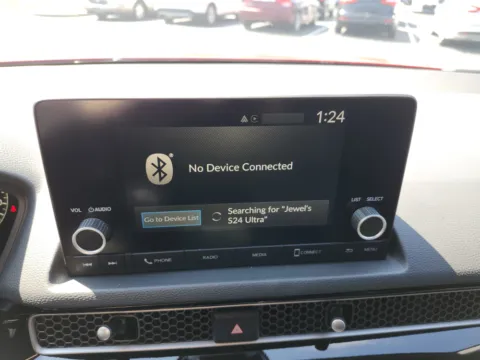 1:24
No Device Connected
VOL AUDIO
LIST SELECT
Go to Device List
Searching for "Jewel's
S24 Ultra"
PHONE RADIO MEDIA CONNECT MENU